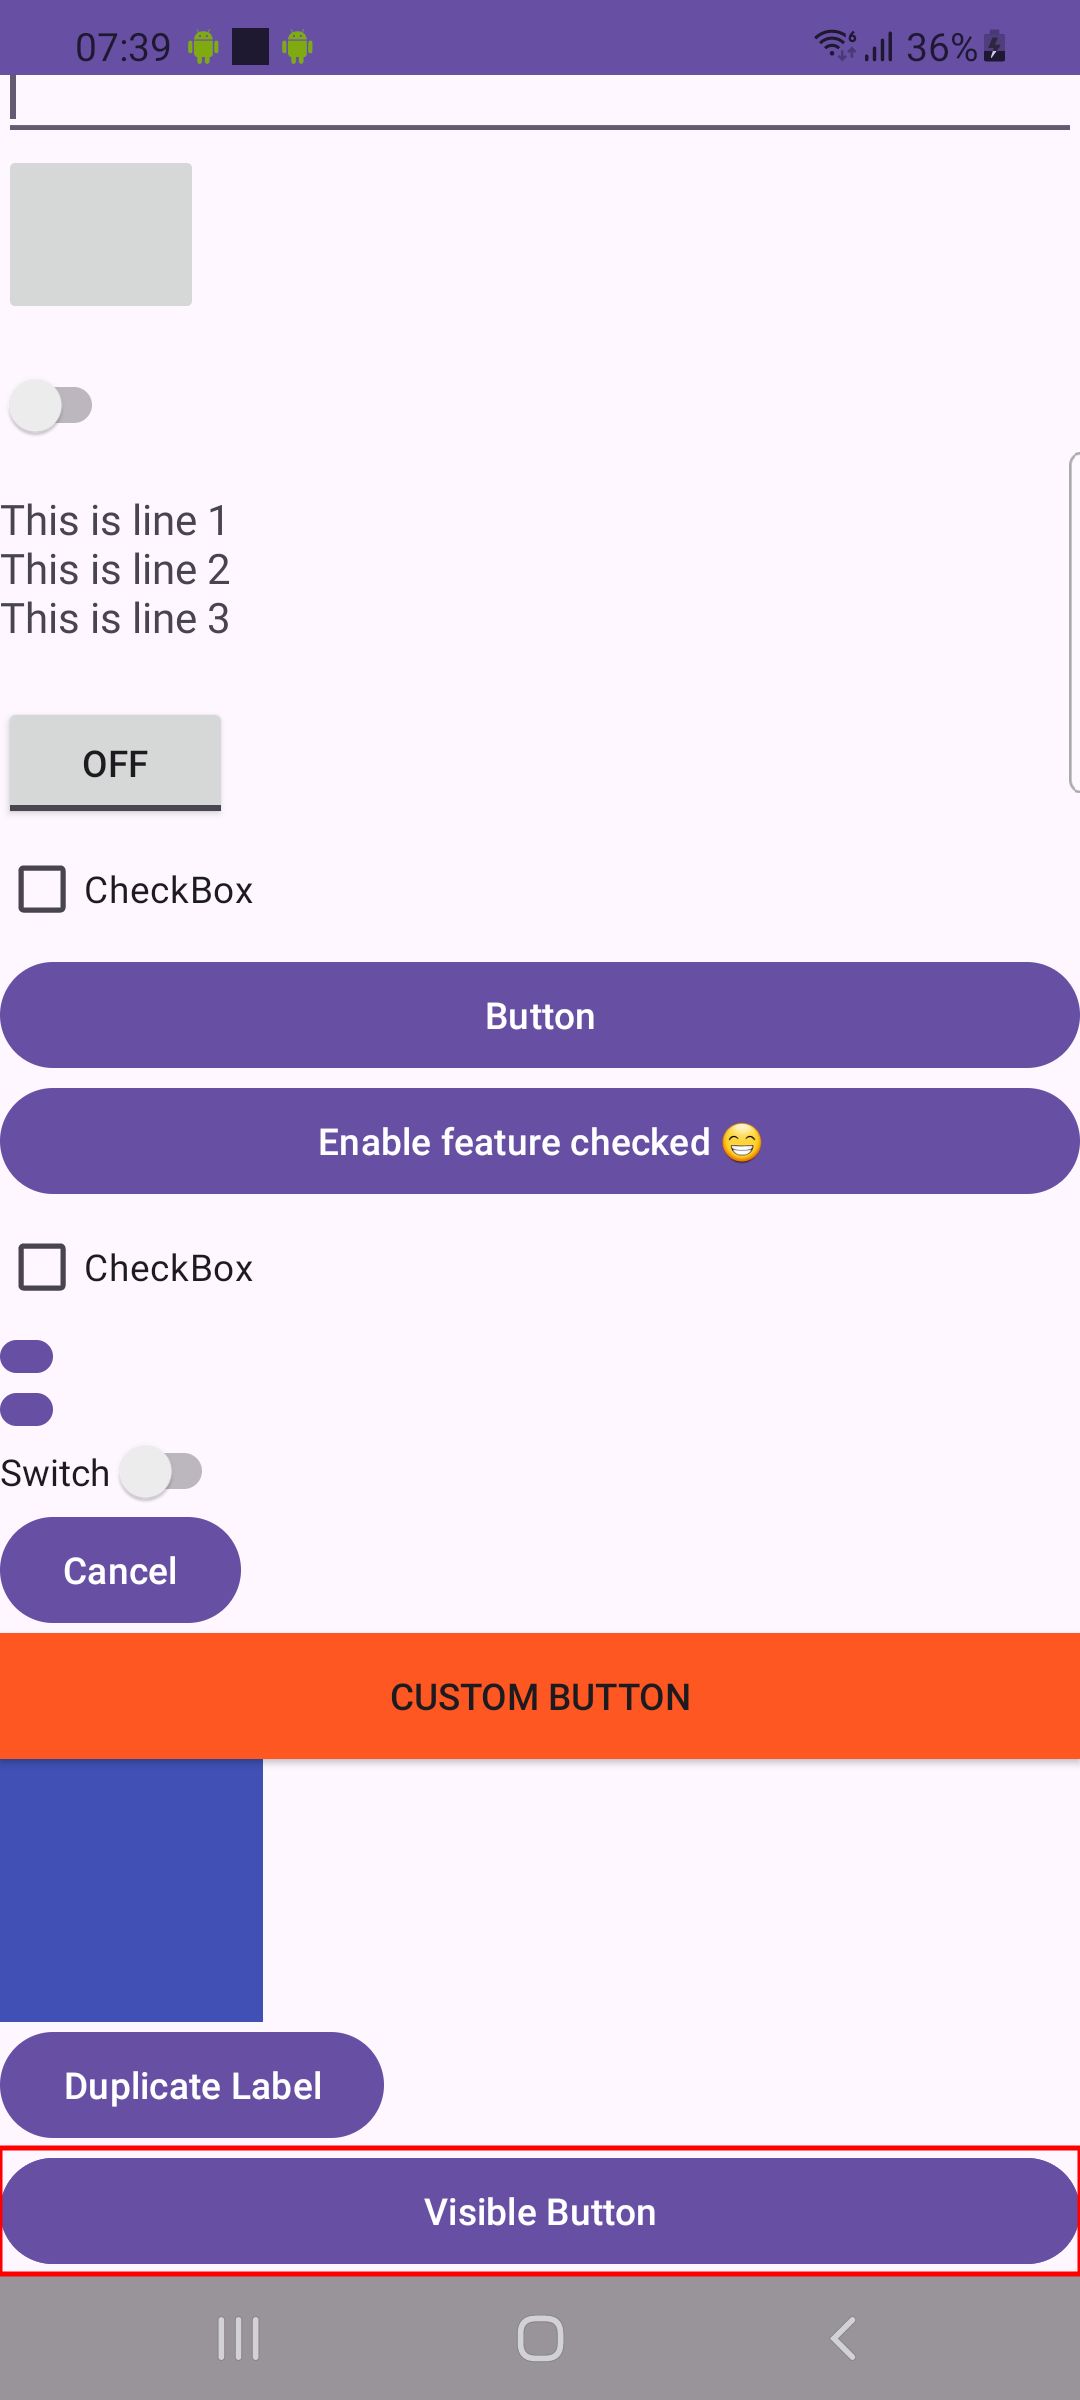 07:39
36%
This is line 1
This is line 2
This is line 3
OFF
CheckBox
Button
Enable feature checked 😁
CheckBox
Switch
Cancel
CUSTOM BUTTON
Duplicate Label
Visible Button